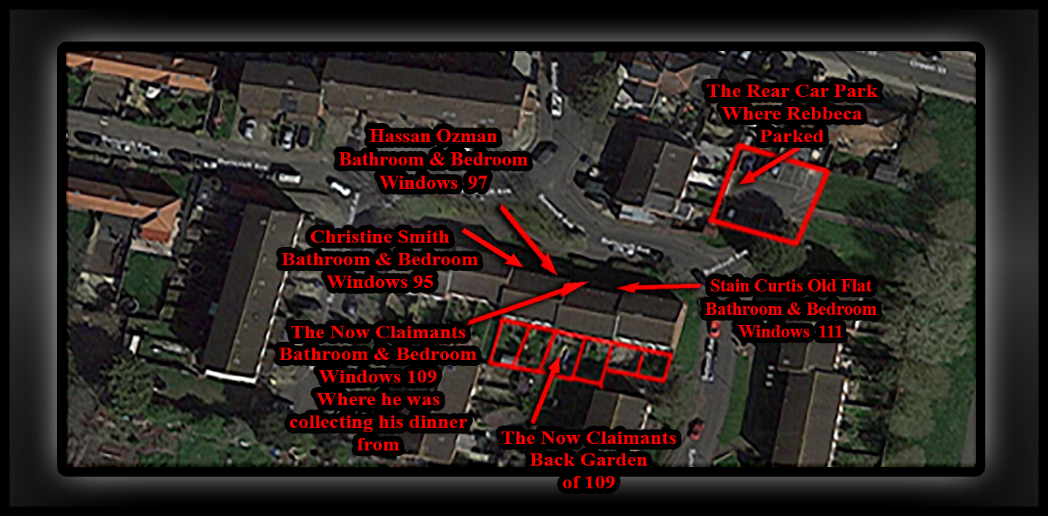 The Rear Car Park
Where Rebbeca
Parked
Hassan Ozman
Bathroom & Bedroom
Windows 97
Christine Smith
Bathroom & Bedroom
Windows 95
Stain Curtis Old Flat
Bathroom & Bedroom
Windows 111
The Now Claimants
Bathroom & Bedroom
Windows 109
Where he was
collecting his dinner
from
The Now Claimants
Back Garden
of 109